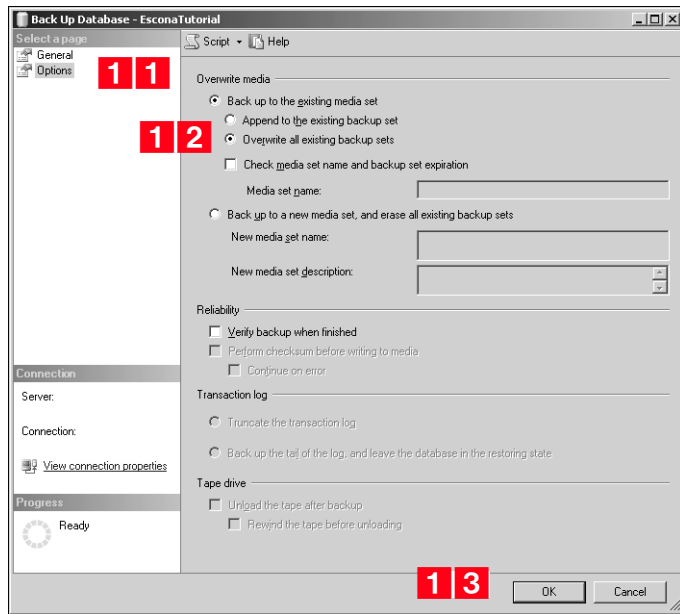 Back Up Database - EsconaTutorial
Select a page
General
Options
1 1
Script Help
Overwrite media
Back up to the existing media set
Append to the existing backup set
1 2
Overwrite all existing backup sets
Check media set name and backup set expiration
Media set name:
Back up to a new media set, and erase all existing backup sets
New media set name:
New media set description:
Reliability
Verify backup when finished
Perform checksum before writing to media
Continue on error
Transaction log
Truncate the transaction log
Back up the tail of the log, and leave the database in the restoring state
Tape drive
Unload the tape after backup
Rewind the tape before unloading
Connection
Server:
Connection:
View connection properties
Progress
Ready
1 3
OK Cancel